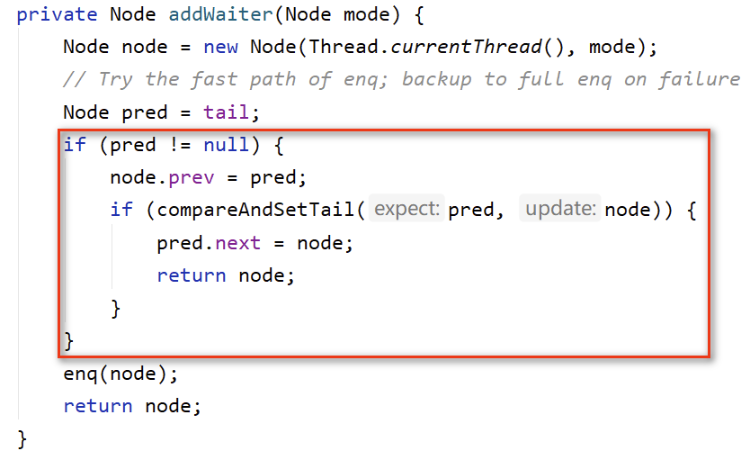 private Node addWaiter(Node mode) {
    Node node = new Node(Thread.currentThread(), mode);
    // Try the fast path of enq; backup to full enq on failure
    Node pred = tail;
    if (pred != null) {
        node.prev = pred;
        if (compareAndSetTail( expect: pred, update: node)) {
            pred.next = node;
            return node;
        }
    }
    enq(node);
    return node;
}